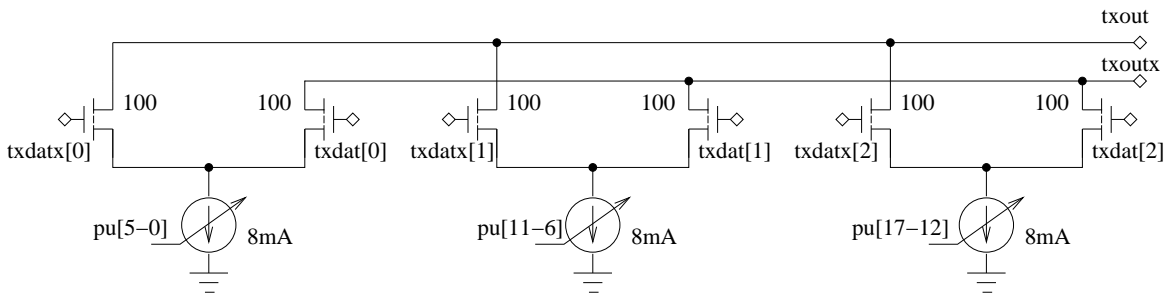 txout
txoutx
100 100 100 100 100 100
txdatx[0] txdat[0] txdatx[1] txdat[1] txdatx[2] txdat[2]
pu[5−0] 8mA pu[11−6] 8mA pu[17−12] 8mA